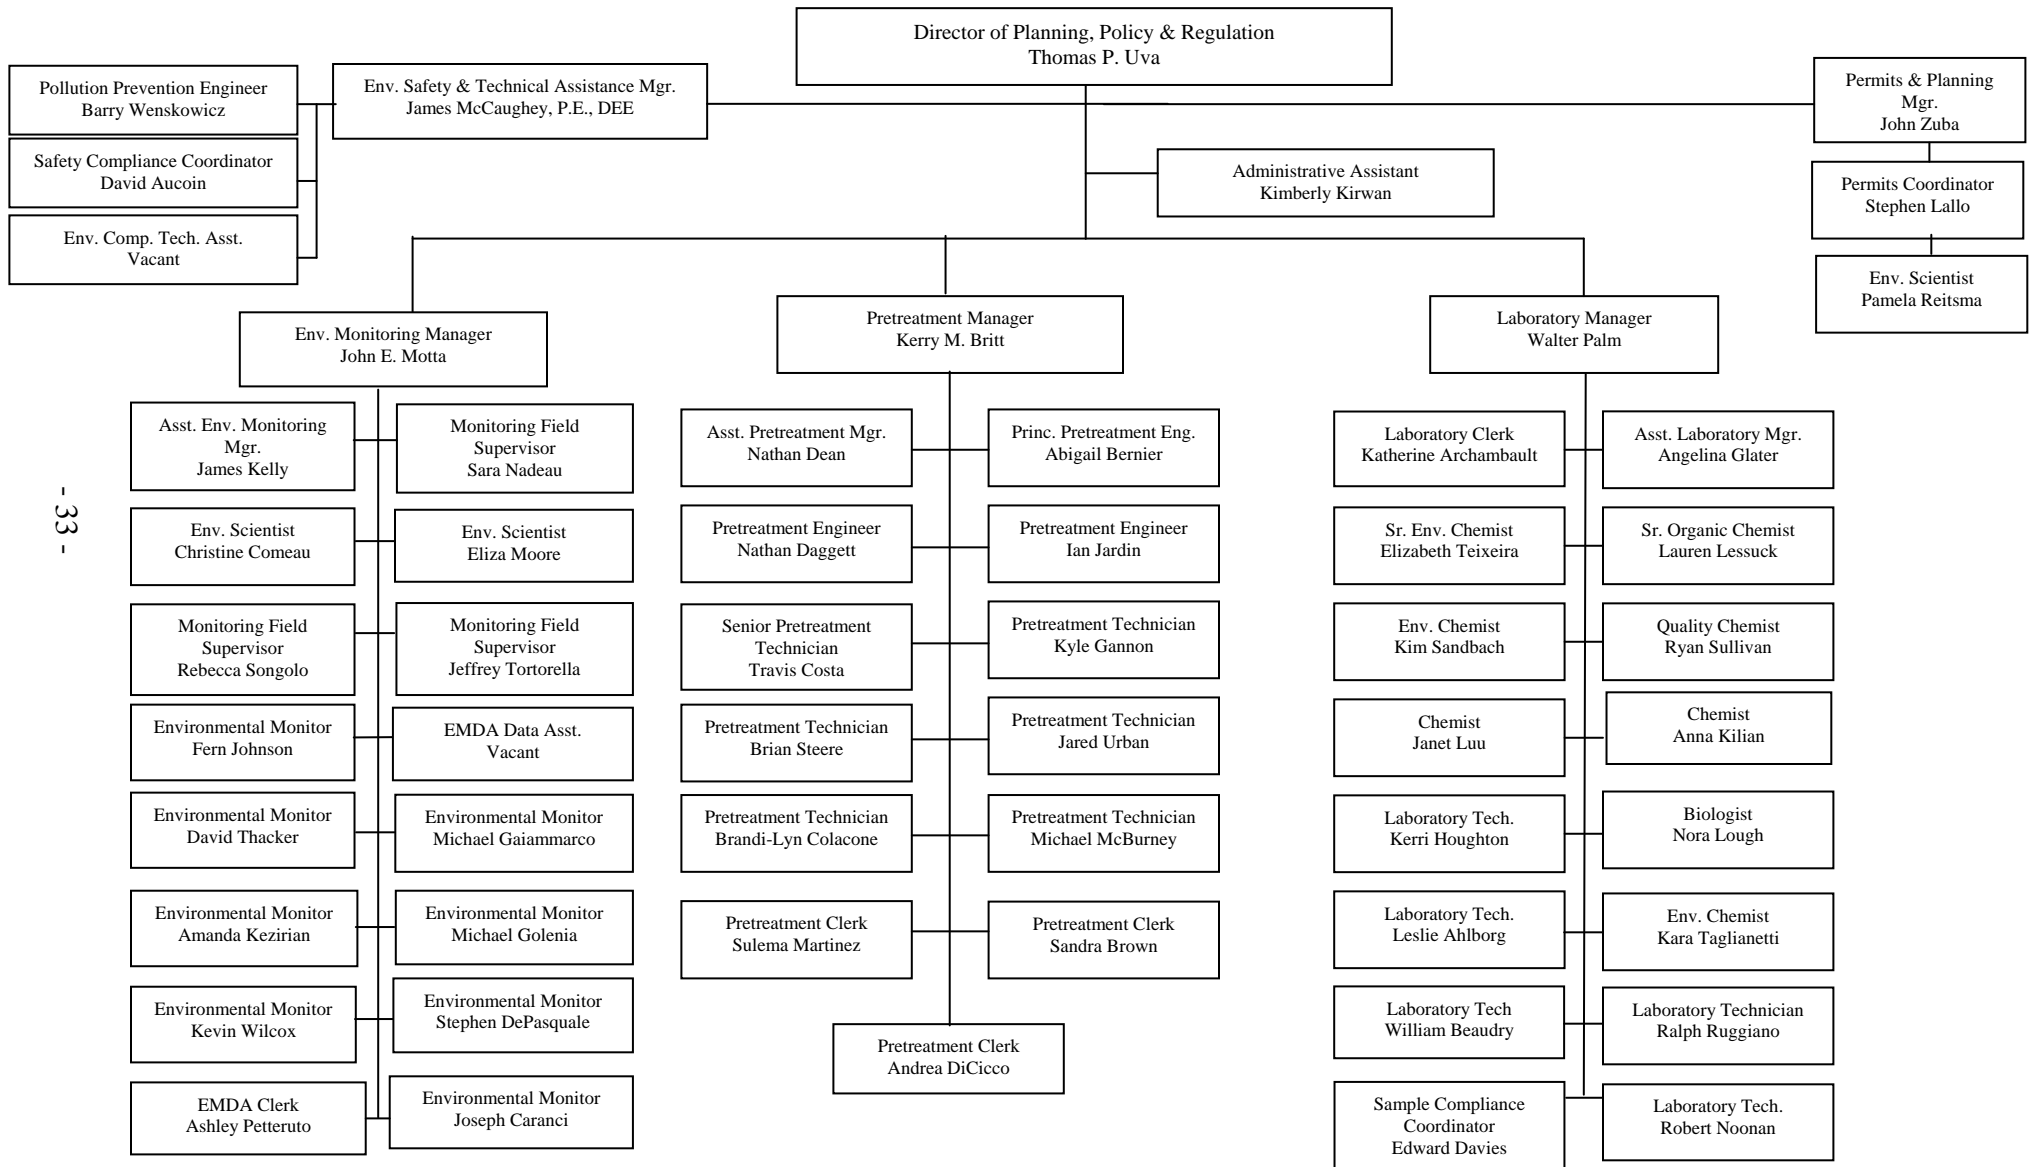 Director of Planning, Policy & Regulation
Thomas P. Uva
Pollution Prevention Engineer
Barry Wenskowicz
Env. Safety & Technical Assistance Mgr.
James McCaughey, P.E., DEE
Permits & Planning
Mgr.
John Zuba
Safety Compliance Coordinator
David Aucoin
Administrative Assistant
Kimberly Kirwan
Permits Coordinator
Stephen Lallo
Env. Comp. Tech. Asst.
Vacant
Env. Scientist
Pamela Reitsma
Env. Monitoring Manager
John E. Motta
Pretreatment Manager
Kerry M. Britt
Laboratory Manager
Walter Palm
Asst. Env. Monitoring
Mgr.
James Kelly
Monitoring Field
Supervisor
Sara Nadeau
Env. Scientist
Christine Comeau
Env. Scientist
Eliza Moore
Monitoring Field
Supervisor
Rebecca Songolo
Monitoring Field
Supervisor
Jeffrey Tortorella
Environmental Monitor
Fern Johnson
EMDA Data Asst.
Vacant
Environmental Monitor
David Thacker
Environmental Monitor
Michael Gaiammarco
Environmental Monitor
Amanda Kezirian
Environmental Monitor
Michael Golenia
Environmental Monitor
Kevin Wilcox
Environmental Monitor
Stephen DePasquale
EMDA Clerk
Ashley Petteruto
Environmental Monitor
Joseph Caranci
Asst. Pretreatment Mgr.
Nathan Dean
Princ. Pretreatment Eng.
Abigail Bernier
Pretreatment Engineer
Nathan Daggett
Pretreatment Engineer
Ian Jardin
Senior Pretreatment
Technician
Travis Costa
Pretreatment Technician
Kyle Gannon
Pretreatment Technician
Brian Steere
Pretreatment Technician
Jared Urban
Pretreatment Technician
Brandi-Lyn Colacone
Pretreatment Technician
Michael McBurney
Pretreatment Clerk
Sulema Martinez
Pretreatment Clerk
Sandra Brown
Pretreatment Clerk
Andrea DiCicco
Laboratory Clerk
Katherine Archambault
Asst. Laboratory Mgr.
Angelina Glater
Sr. Env. Chemist
Elizabeth Teixeira
Sr. Organic Chemist
Lauren Lessuck
Env. Chemist
Kim Sandbach
Quality Chemist
Ryan Sullivan
Chemist
Janet Luu
Chemist
Anna Kilian
Laboratory Tech.
Kerri Houghton
Biologist
Nora Lough
Laboratory Tech.
Leslie Ahlborg
Env. Chemist
Kara Taglianetti
Laboratory Tech
William Beaudry
Laboratory Technician
Ralph Ruggiano
Sample Compliance
Coordinator
Edward Davies
Laboratory Tech.
Robert Noonan
- 33 -